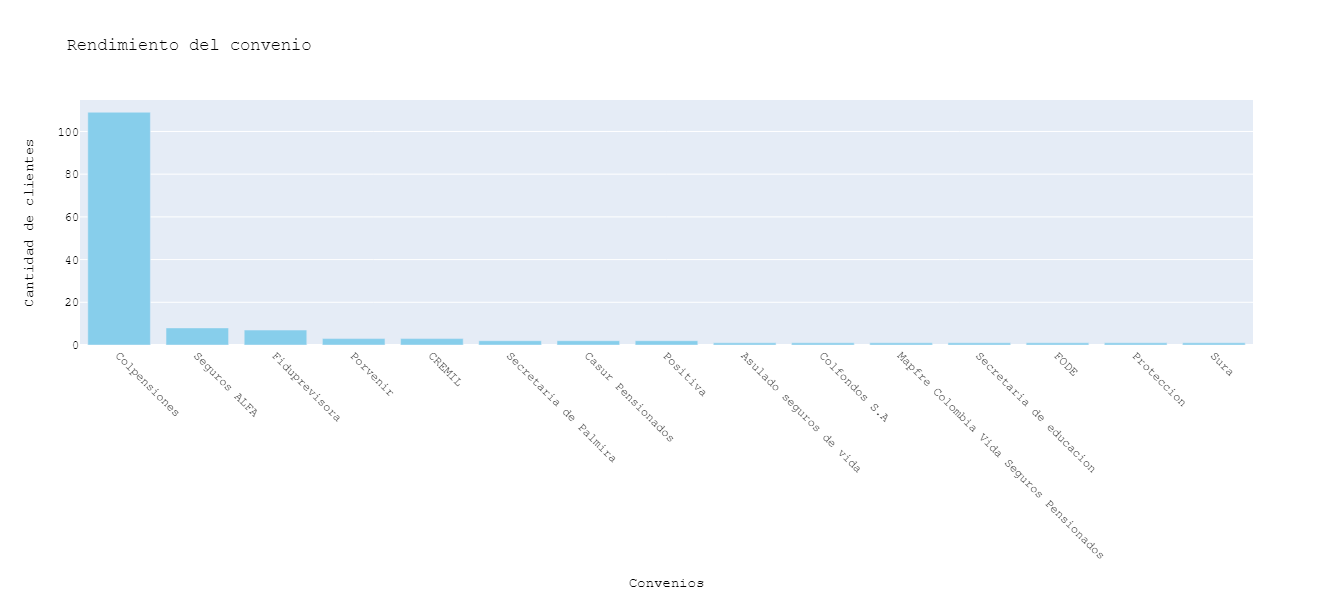 Rendimiento del convenio
Cantidad de clientes
100
80
60
40
20
0
Colpensiones
Seguros ALFA
Fiduprevisora
Porvenir
CREMIL
Secretaria de Palmira
Casur Pensionados
Positiva
Asulado seguros de vida
Colfondos S.A
Mapfre Colombia Vida Seguros Pensionados
Secretaria de educacion
FODE
Proteccion
Sura
Convenios